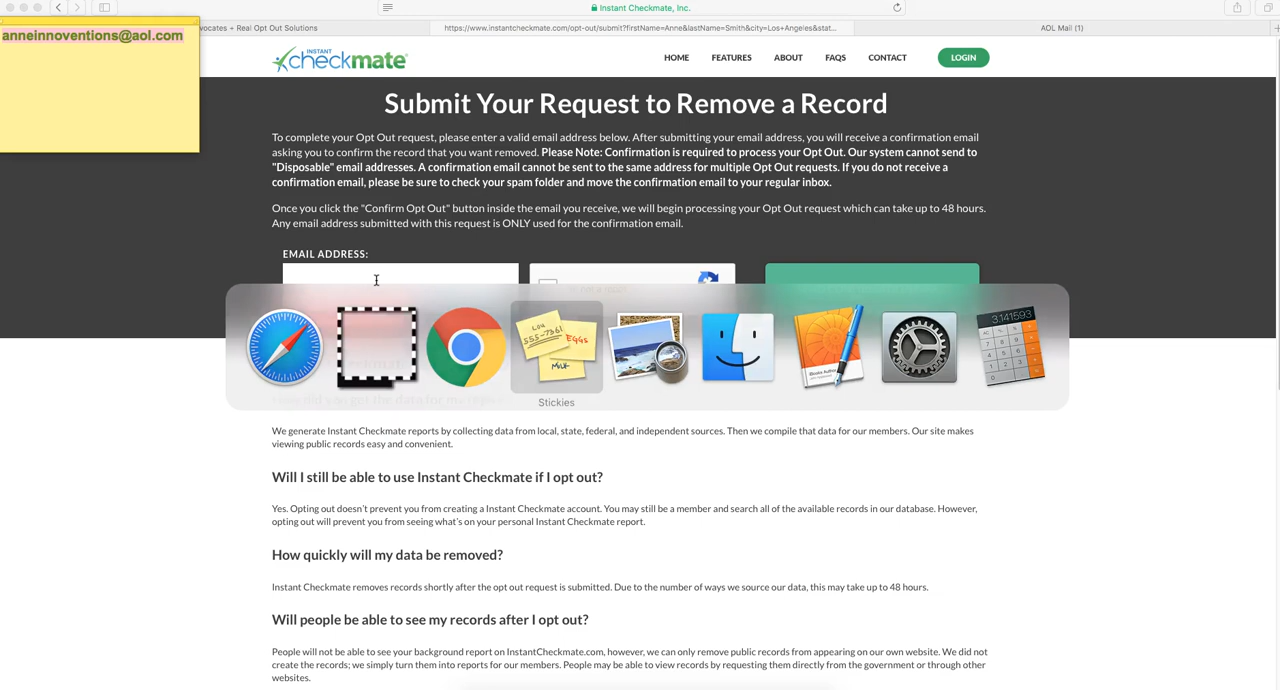 Instant Checkmate, Inc.
vocates + Real Opt Out Solutions
https://www.instantcheckmate.com/opt-out/submit?firstName=Anne&lastName=Smith&city=Los+Angeles&stat...
AOL Mail (1)
anneinnoventions@aol.com
INSTANT
checkmate
HOME
FEATURES
ABOUT
FAQS
CONTACT
LOGIN
Submit Your Request to Remove a Record
To complete your Opt Out request, please enter a valid email address below. After submitting your email address, you will receive a confirmation email
asking you to confirm the record that you want removed. Please Note: Confirmation is required to process your Opt Out. Our system cannot send to
"Disposable" email addresses. A confirmation email cannot be sent to the same address for multiple Opt Out requests. If you do not receive a
confirmation email, please be sure to check your spam folder and move the confirmation email to your regular inbox.
Once you click the "Confirm Opt Out" button inside the email you receive, we will begin processing your Opt Out request which can take up to 48 hours.
Any email address submitted with this request is ONLY used for the confirmation email.
EMAIL ADDRESS:
LOU
555-7361
EGGS
MILK
3.141593
Stickies
We generate Instant Checkmate reports by collecting data from local, state, federal, and independent sources. Then we compile that data for our members. Our site makes
viewing public records easy and convenient.
Will I still be able to use Instant Checkmate if I opt out?
Yes. Opting out doesn't prevent you from creating a Instant Checkmate account. You may still be a member and search all of the available records in our database. However,
opting out will prevent you from seeing what's on your personal Instant Checkmate report.
How quickly will my data be removed?
Instant Checkmate removes records shortly after the opt out request is submitted. Due to the number of ways we source our data, this may take up to 48 hours.
Will people be able to see my records after I opt out?
People will not be able to see your background report on InstantCheckmate.com, however, we can only remove public records from appearing on our own website. We did not
create the records; we simply turn them into reports for our members. People may be able to view records by requesting them directly from the government or through other
websites.